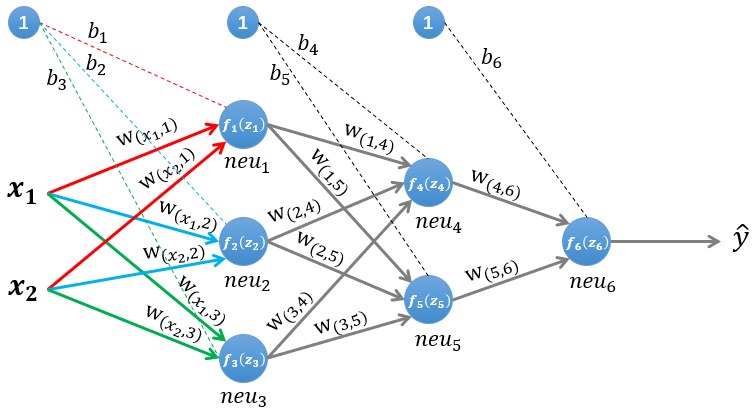 1
1
1
b₁
b₂
b₃
b₄
b₅
b₆
x₁
x₂
W(x₁,1)
W(x₂,1)
W(x₁,2)
W(x₂,2)
W(x₁,3)
W(x₂,3)
f₁(z₁)
neu₁
f₂(z₂)
neu₂
f₃(z₃)
neu₃
W(1,4)
W(1,5)
W(2,4)
W(2,5)
W(3,4)
W(3,5)
f₄(z₄)
neu₄
f₅(z₅)
neu₅
W(4,6)
W(5,6)
f₆(z₆)
neu₆
ŷ